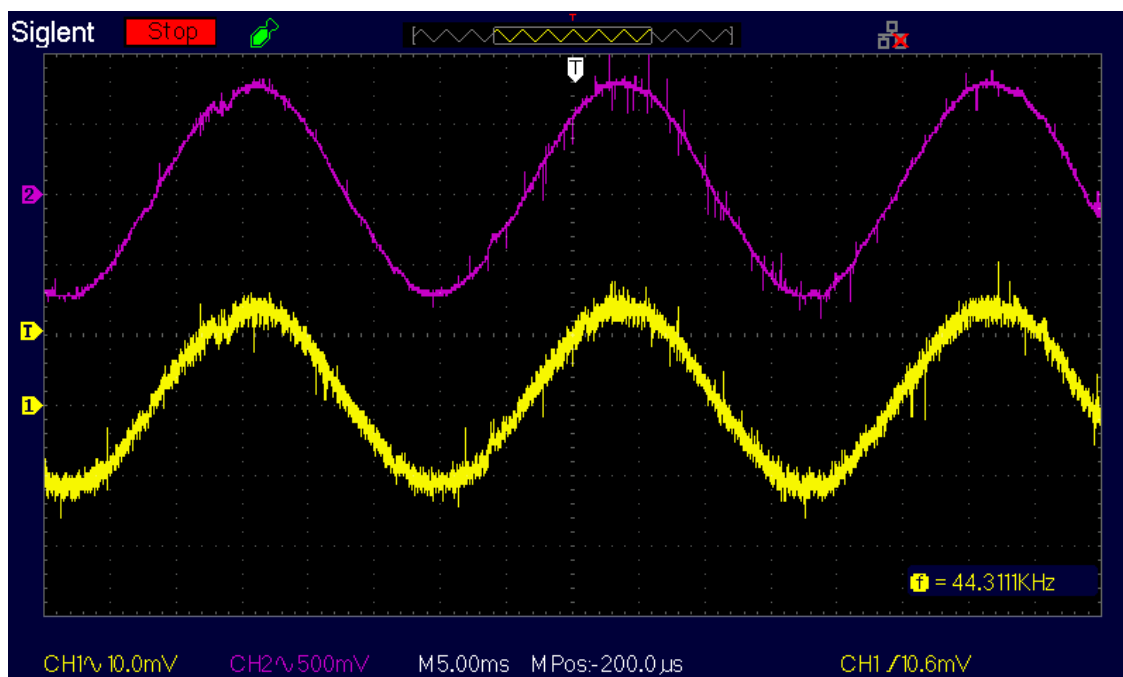 Siglent Stop
T
T
2
T
1
f = 44.3111KHz
CH1∿ 10.0mV CH2∿ 500mV M 5.00ms M Pos:-200.0µs CH1 / 10.6mV